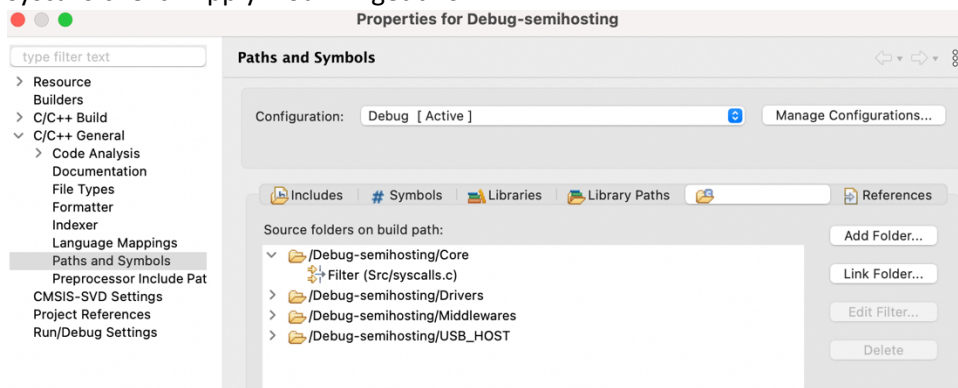 Properties for Debug-semihosting
type filter text
Resource
Builders
C/C++ Build
C/C++ General
Code Analysis
Documentation
File Types
Formatter
Indexer
Language Mappings
Paths and Symbols
Preprocessor Include Pat
CMSIS-SVD Settings
Project References
Run/Debug Settings
Paths and Symbols
Configuration: Debug [ Active ] Manage Configurations...
Includes # Symbols Libraries Library Paths References
Source folders on build path:
/Debug-semihosting/Core
Filter (Src/syscalls.c)
/Debug-semihosting/Drivers
/Debug-semihosting/Middlewares
/Debug-semihosting/USB_HOST
Add Folder...
Link Folder...
Edit Filter...
Delete